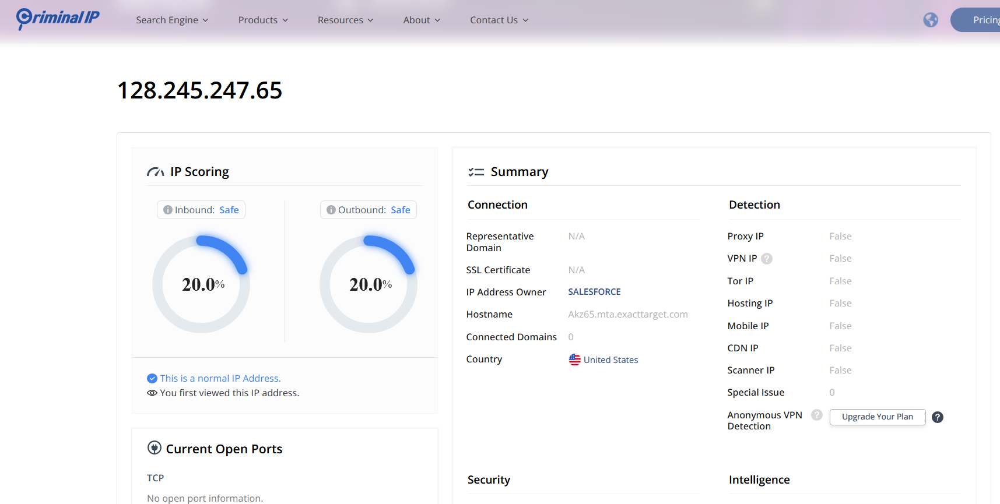 Criminal IP
Search Engine Products Resources About Contact Us Pricing
128.245.247.65
IP Scoring
Inbound: Safe
Outbound: Safe
20.0%
20.0%
This is a normal IP Address.
You first viewed this IP address.
Current Open Ports
TCP
No open port information.
Summary
Connection
Representative Domain N/A
SSL Certificate N/A
IP Address Owner SALESFORCE
Hostname Akz65.mta.exacttarget.com
Connected Domains 0
Country United States
Detection
Proxy IP False
VPN IP ? False
Tor IP False
Hosting IP False
Mobile IP False
CDN IP False
Scanner IP False
Special Issue 0
Anonymous VPN Detection ? Upgrade Your Plan ?
Security
Intelligence